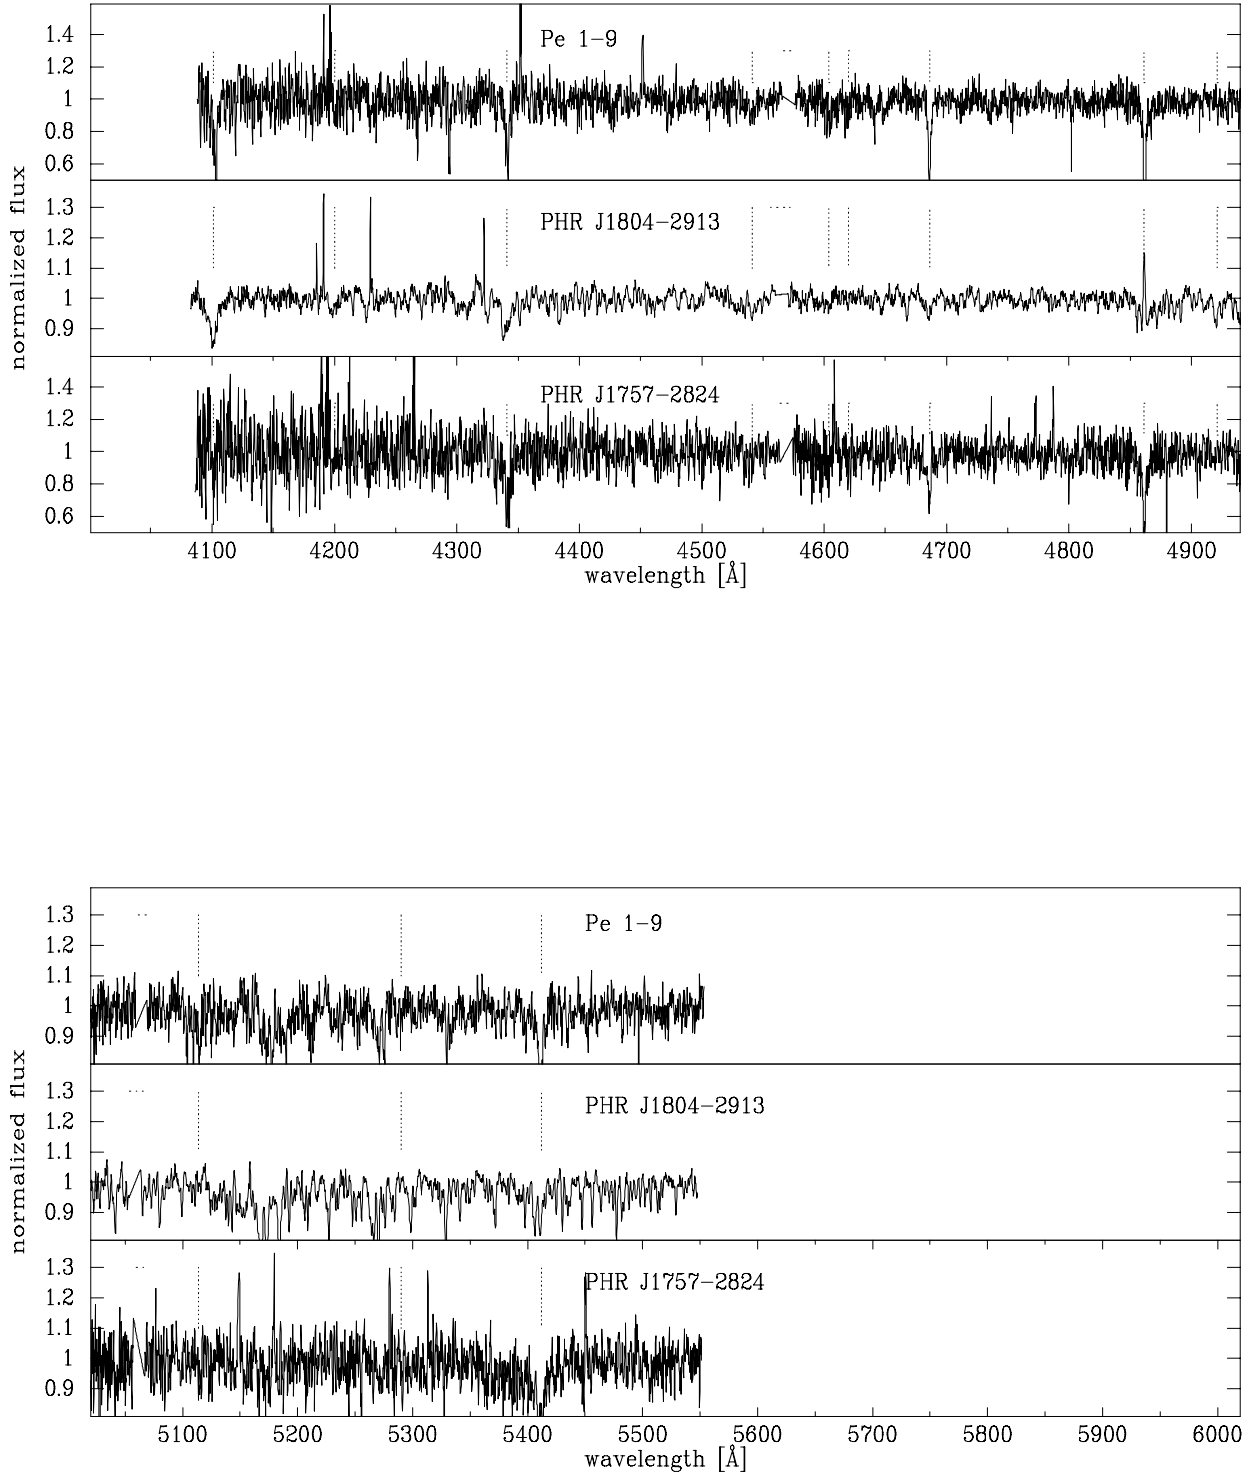 1.4
1.2
1
0.8
0.6
Pe 1−9
1.3
1.2
1.1
1
0.9
PHR J1804−2913
1.4
1.2
1
0.8
0.6
PHR J1757−2824
normalized flux
4100 4200 4300 4400 4500 4600 4700 4800 4900
wavelength [Å]
1.3
1.2
1.1
1
0.9
Pe 1−9
1.3
1.2
1.1
1
0.9
PHR J1804−2913
1.3
1.2
1.1
1
0.9
PHR J1757−2824
normalized flux
5100 5200 5300 5400 5500 5600 5700 5800 5900 6000
wavelength [Å]